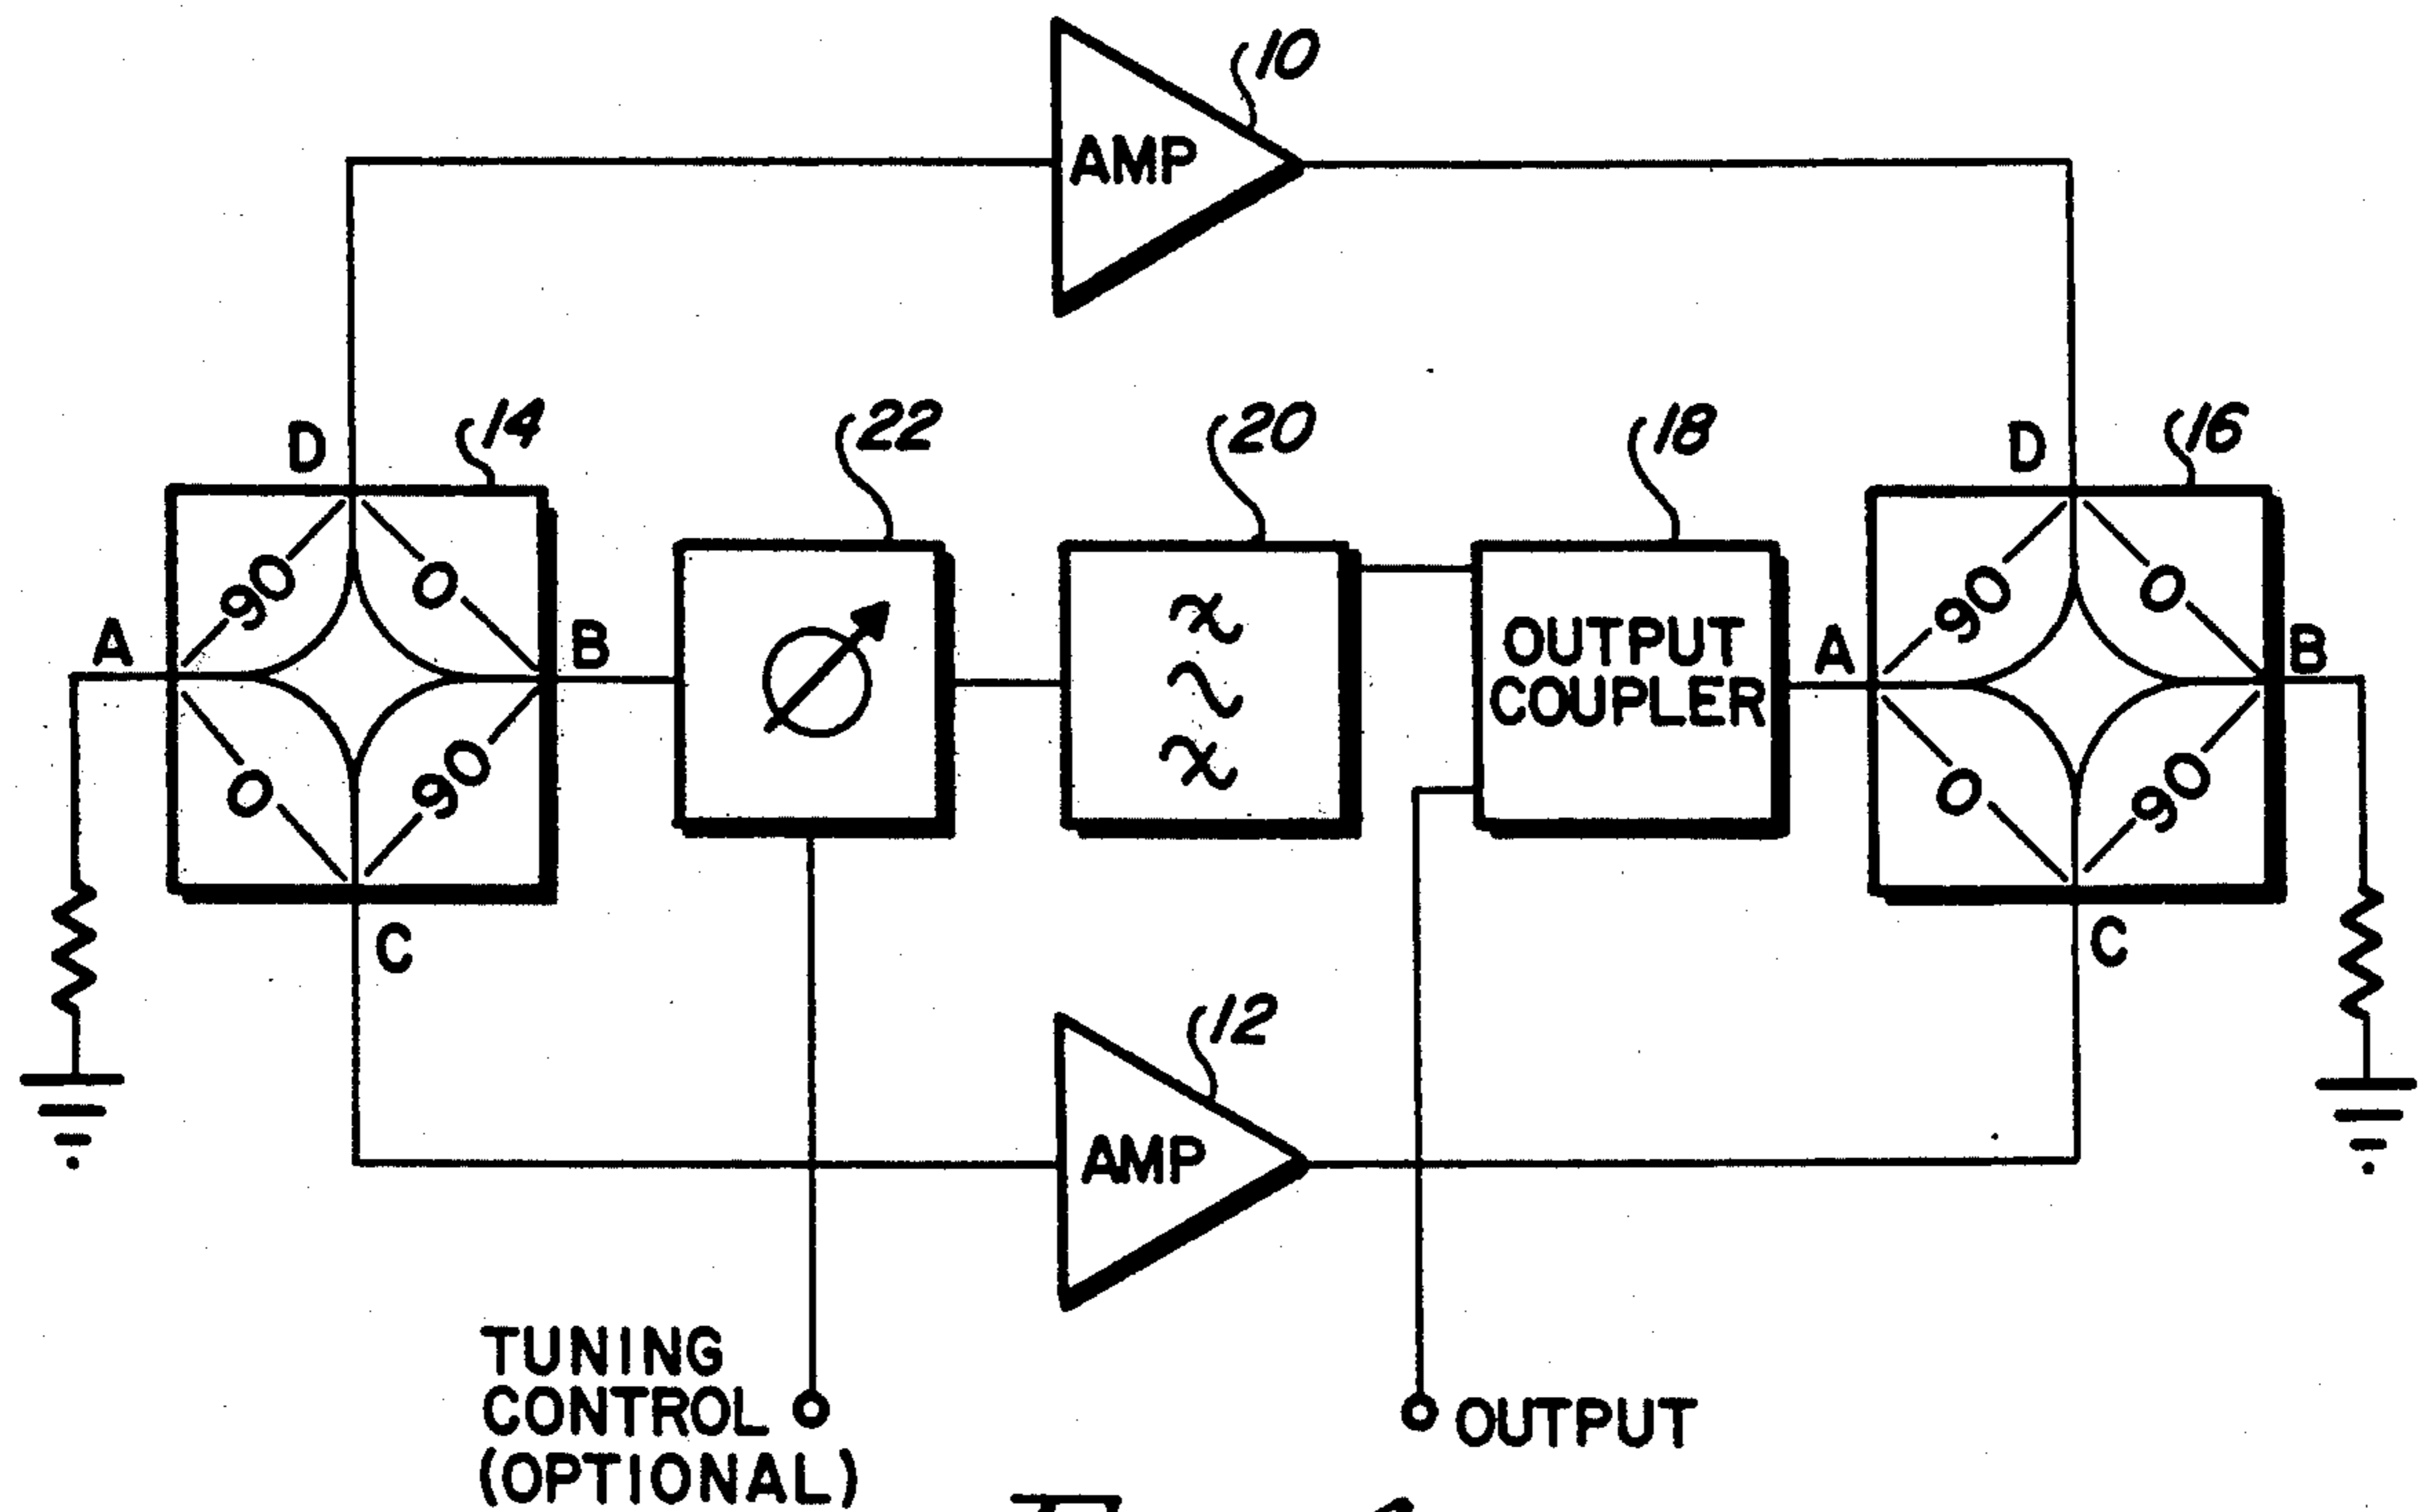 10
AMP
D
14
22
20
18
D
16
90
0
90
0
A
B
OUTPUT
COUPLER
A
B
0
90
0
90
C
C
12
AMP
TUNING
CONTROL
(OPTIONAL)
OUTPUT